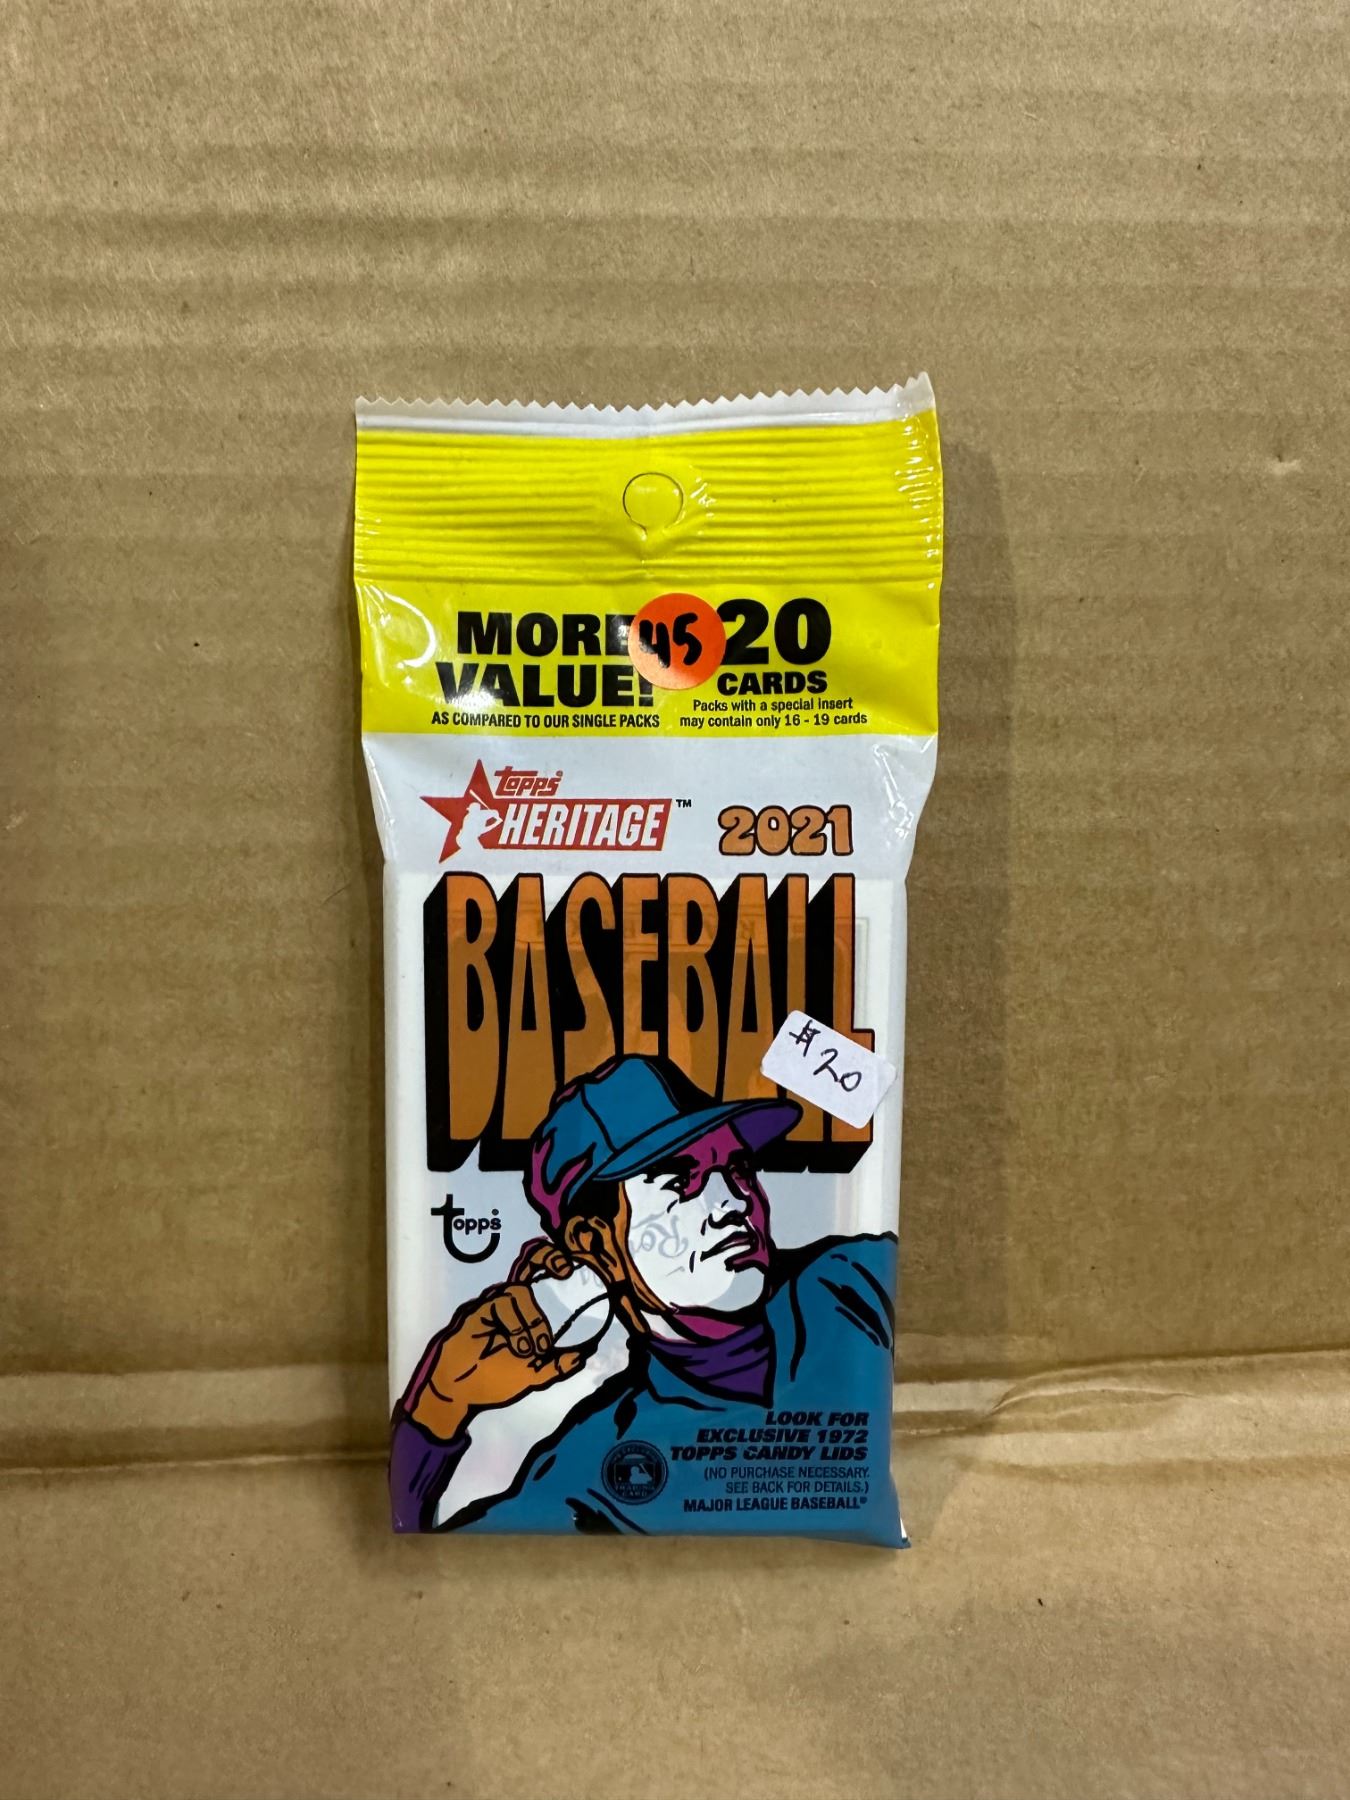 MORE 45 20
VALUE! CARDS
AS COMPARED TO OUR SINGLE PACKS
Packs with a special insert
may contain only 16 - 19 cards
topps
HERITAGE™ 2021
BASEBALL
$20
topps®
LOOK FOR
EXCLUSIVE 1972
TOPPS CANDY LIDS
(NO PURCHASE NECESSARY.
SEE BACK FOR DETAILS.)
MAJOR LEAGUE BASEBALL®